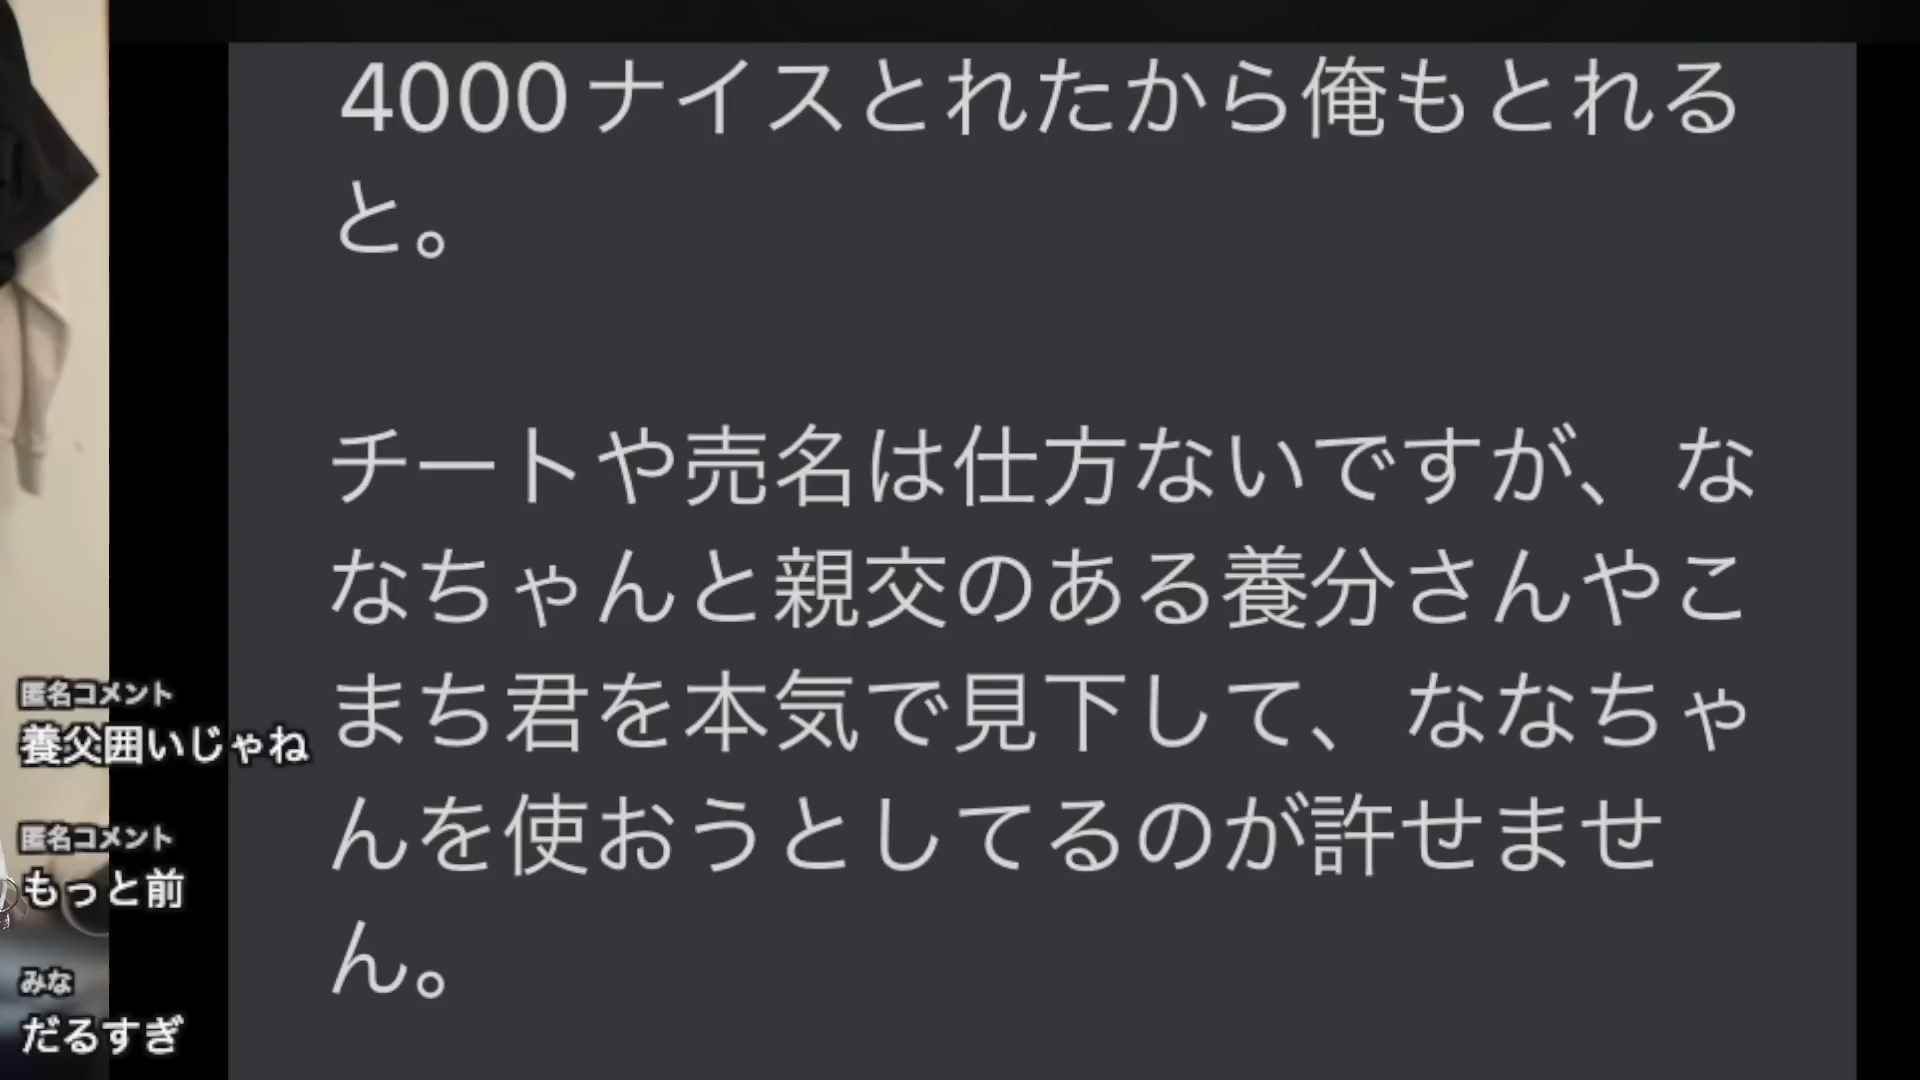 4000ナイスとれたから俺もとれる
と。
チートや売名は仕方ないですが、 な
なちゃんと親交のある養分さんやこ
まち君を本気で見下して、 ななちゃ
んを使おうとしてるのが許せませ
ん。
匿名コメント
養父囲いじゃね
匿名コメント
もっと前
みな
だるすぎ